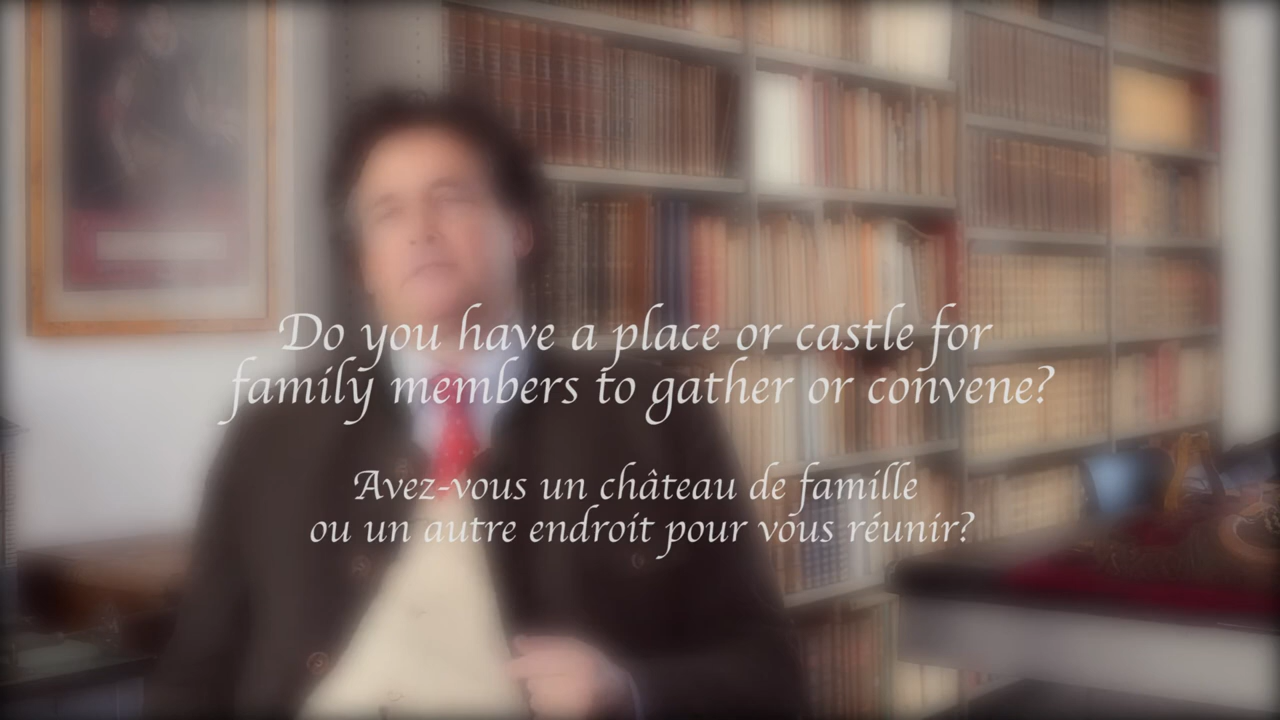 Do you have a place or castle for
family members to gather or convene?
Avez-vous un château de famille
ou un autre endroit pour vous réunir?